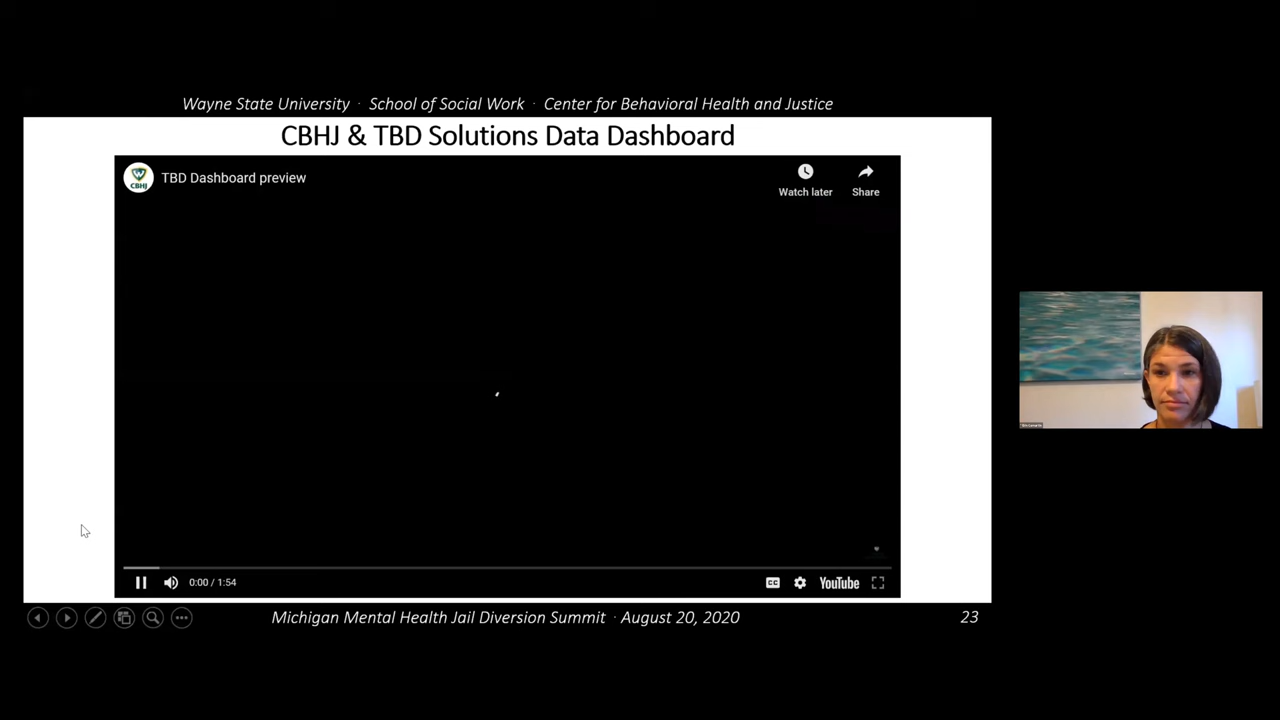 Wayne State University · School of Social Work · Center for Behavioral Health and Justice
CBHJ & TBD Solutions Data Dashboard
CBHJ
TBD Dashboard preview
Watch later
Share
0:00 / 1:54
CC
YouTube
Michigan Mental Health Jail Diversion Summit · August 20, 2020
23